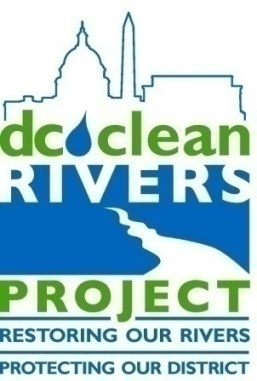 dc clean
RIVERS
PROJECT
RESTORING OUR RIVERS
PROTECTING OUR DISTRICT